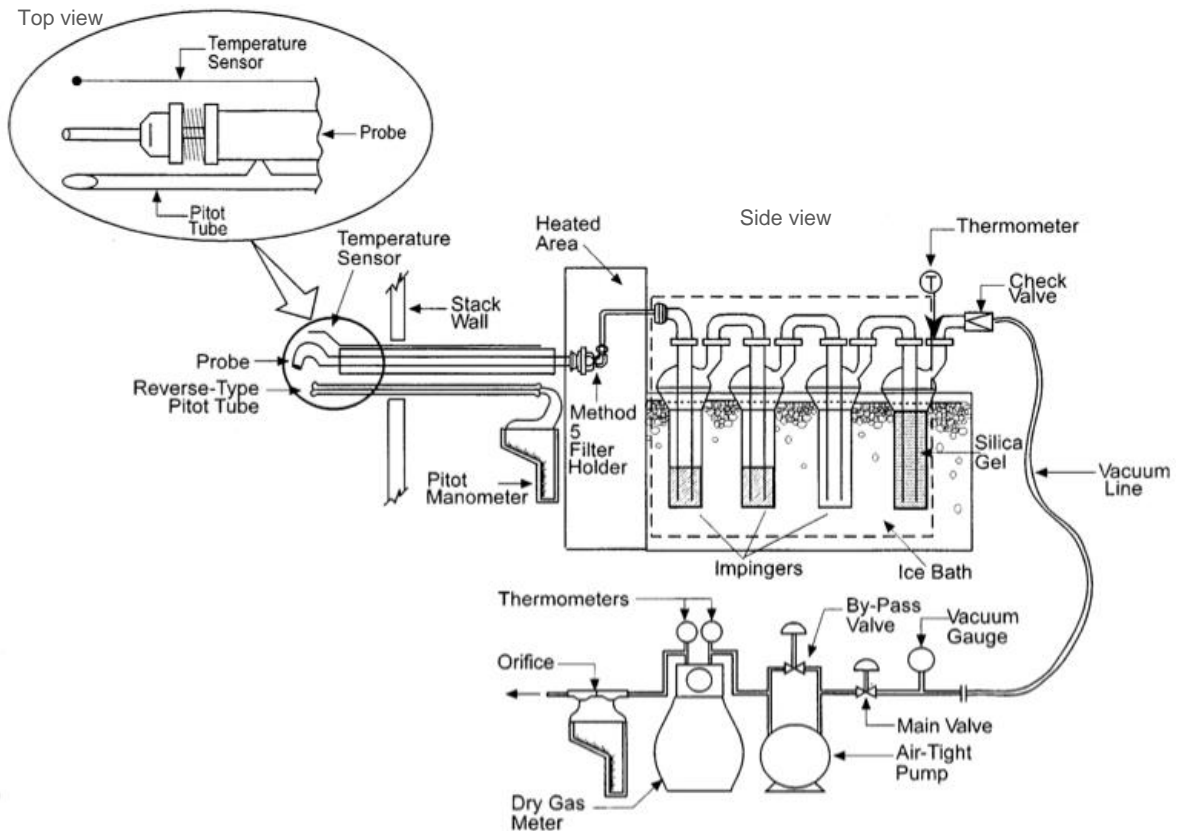 Top view
Temperature
Sensor
Probe
Pitot
Tube
Side view
Heated
Area
Thermometer
Temperature
Sensor
T
Check
Valve
Stack
Wall
Probe
Reverse-Type
Pitot Tube
Method
5
Filter
Holder
Silica
Gel
Pitot
Manometer
Vacuum
Line
Impingers
Ice Bath
Thermometers
By-Pass
Valve
Vacuum
Gauge
Orifice
Main Valve
Air-Tight
Pump
Dry Gas
Meter